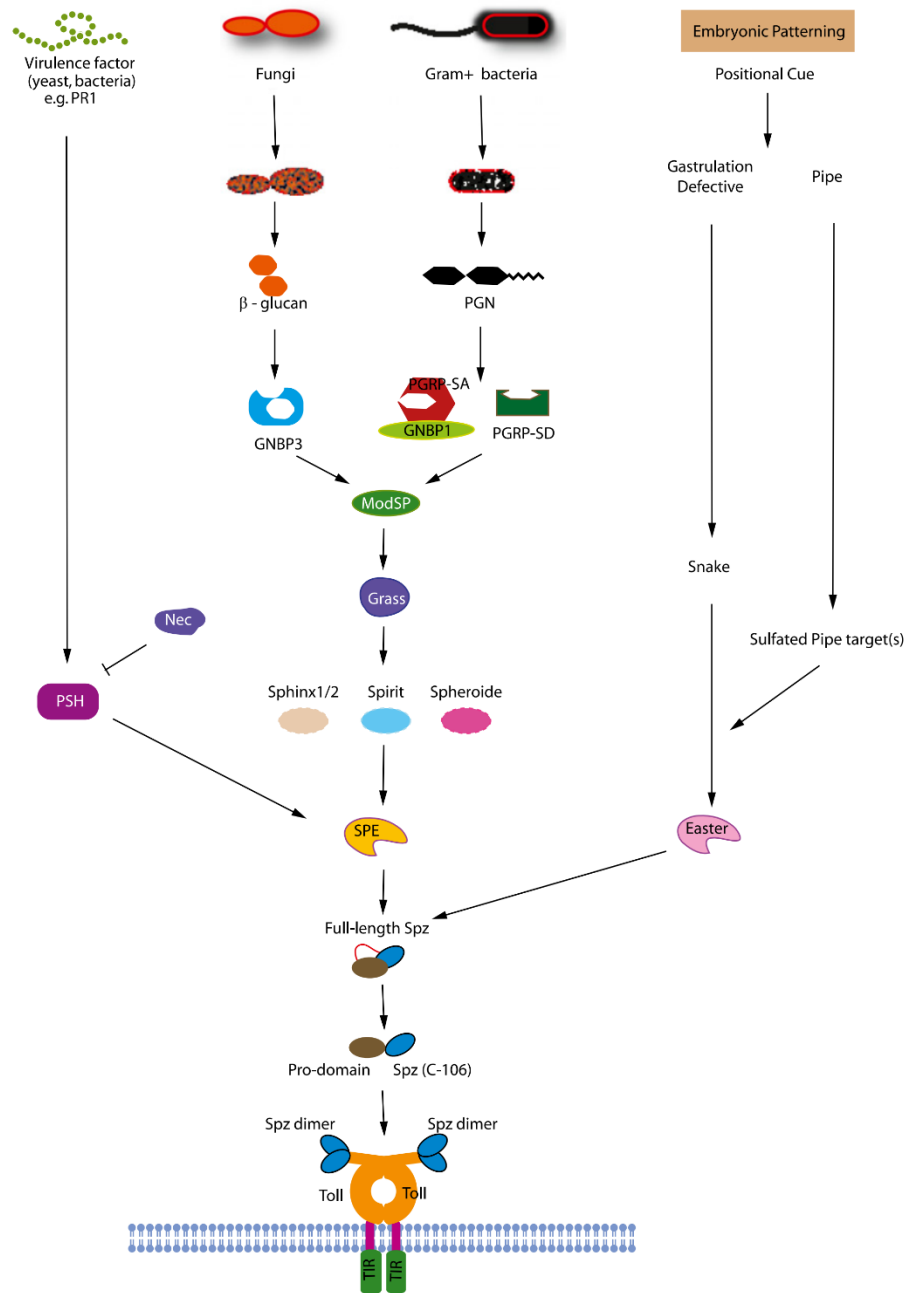 Virulence factor
(yeast, bacteria)
e.g. PR1
Fungi
Gram+ bacteria
Embryonic Patterning
Positional Cue
Gastrulation
Defective
Pipe
β - glucan
PGN
PGRP-SA
GNBP1
PGRP-SD
GNBP3
ModSP
Grass
Snake
Nec
Sulfated Pipe target(s)
PSH
Sphinx1/2
Spirit
Spheroide
SPE
Easter
Full-length Spz
Pro-domain
Spz (C-106)
Spz dimer
Spz dimer
Toll
Toll
TIR
TIR